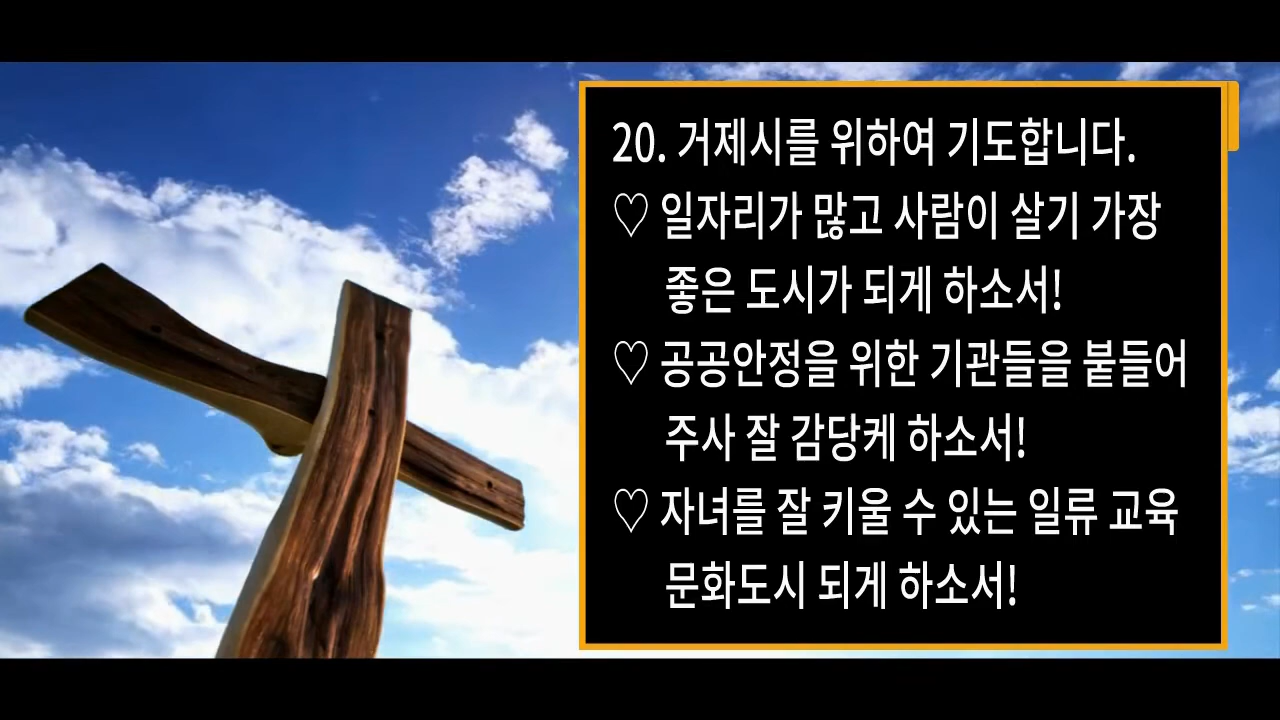 20. 거제시를 위하여 기도합니다.
♡ 일자리가 많고 사람이 살기 가장
좋은 도시가 되게 하소서!
♡ 공공안정을 위한 기관들을 붙들어
주사 잘 감당케 하소서!
♡ 자녀를 잘 키울 수 있는 일류 교육
문화도시 되게 하소서!